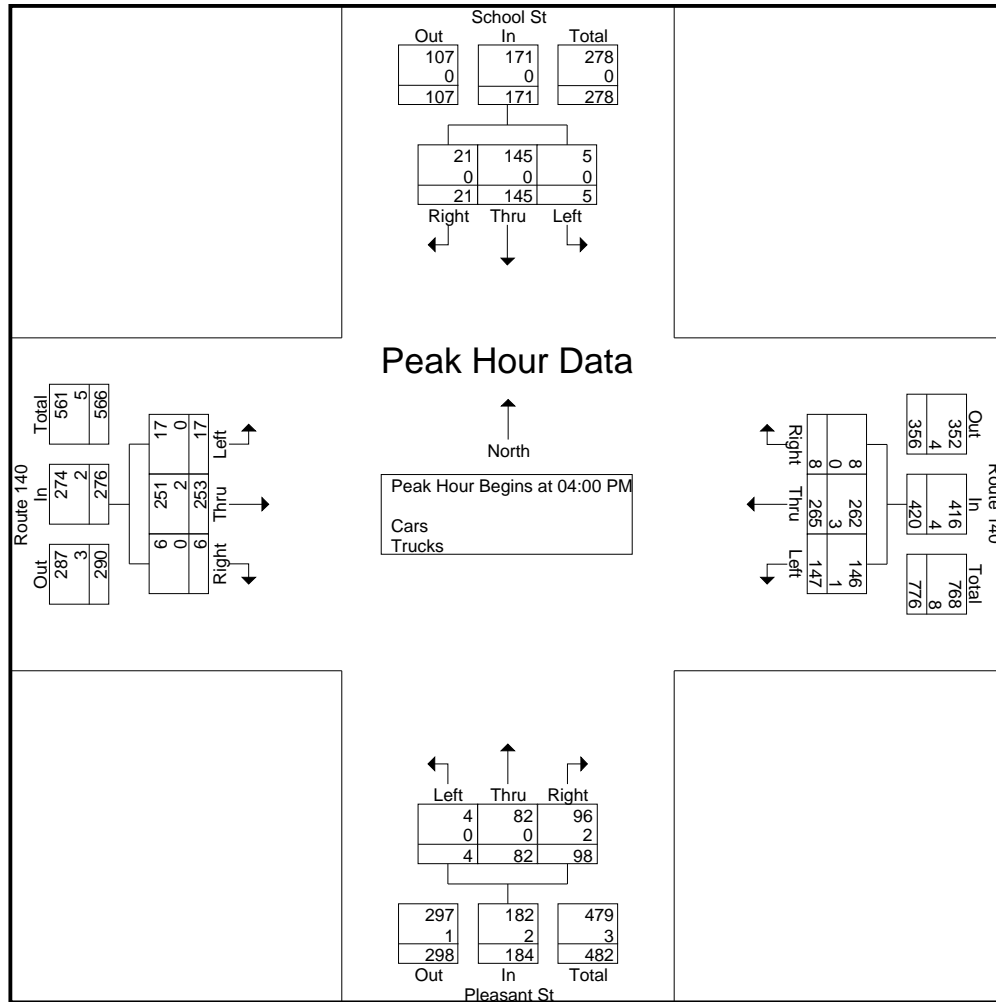 School St
Out In Total
107 171 278
0 0 0
107 171 278
21 145 5
0 0 0
21 145 5
Right Thru Left
Peak Hour Data
North
Peak Hour Begins at 04:00 PM
Cars
Trucks
Route 140
Total In Out
561 274 287
5 2 3
566 276 290
17 251 6
0 2 0
17 253 6
Left Thru Right
Route 140
Out In Total
352 416 768
4 4 8
356 420 776
8 262 146
0 3 1
8 265 147
Right Thru Left
Left Thru Right
4 82 96
0 0 2
4 82 98
297 182 479
1 2 3
298 184 482
Out In Total
Pleasant St